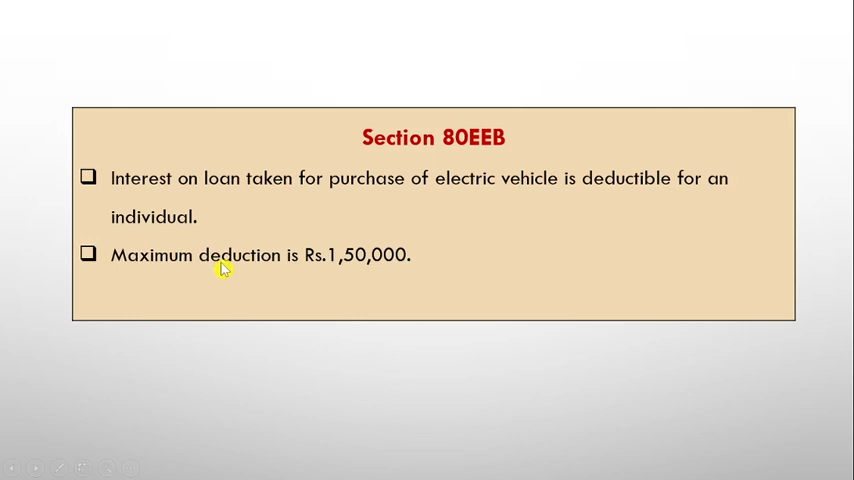 Section 80EEB
Interest on loan taken for purchase of electric vehicle is deductible for an
individual.
Maximum deduction is Rs.1,50,000.